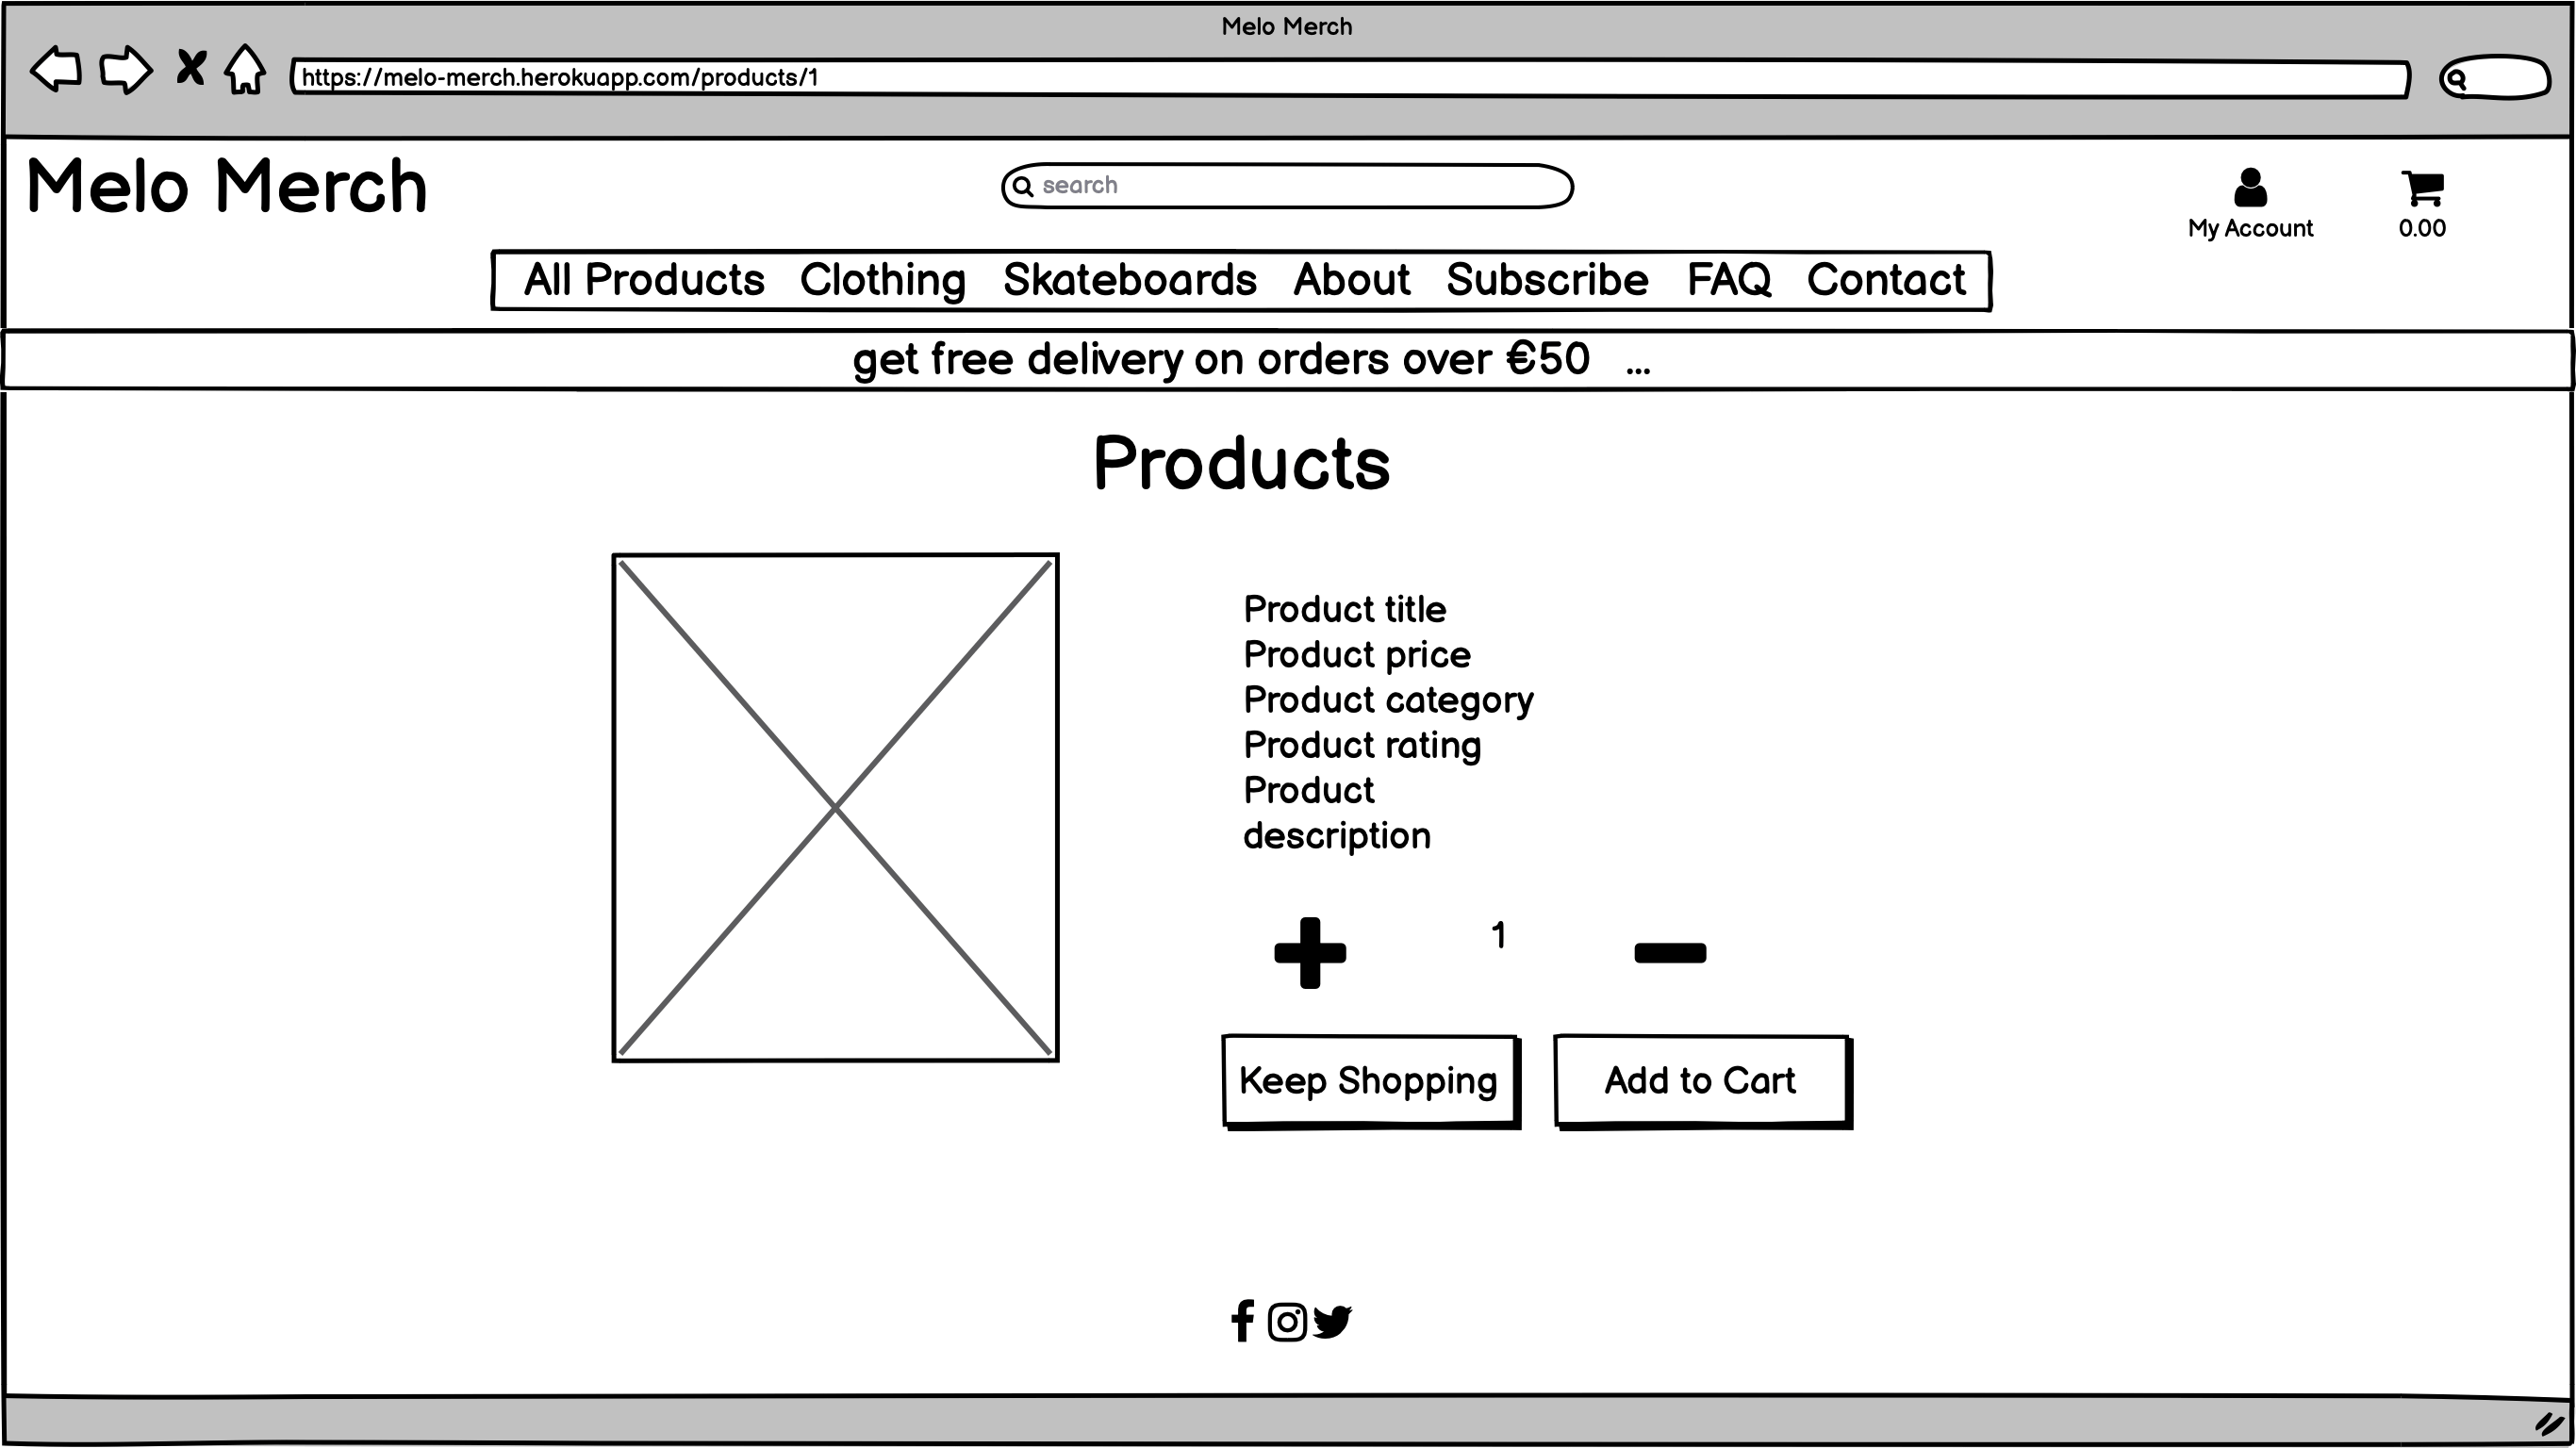 Melo Merch
https://melo-merch.herokuapp.com/products/1
Melo Merch
search
My Account
0.00
All Products Clothing Skateboards About Subscribe FAQ Contact
get free delivery on orders over €50 ...
Products
Product title
Product price
Product category
Product rating
Product
description
1
Keep Shopping
Add to Cart